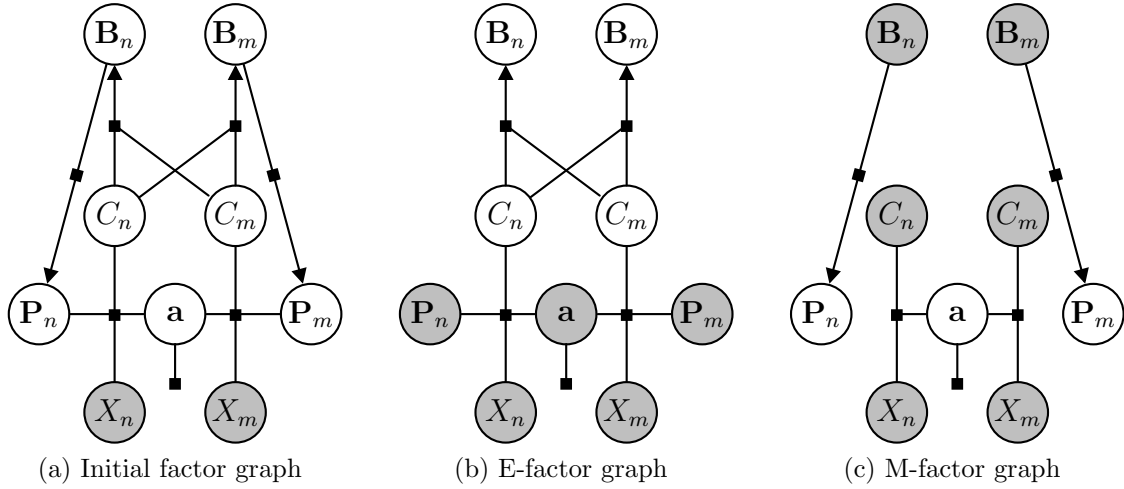 B_n B_m B_n B_m B_n B_m
C_n C_m C_n C_m C_n C_m
P_n a P_m P_n a P_m P_n a P_m
X_n X_m X_n X_m X_n X_m
(a) Initial factor graph (b) E-factor graph (c) M-factor graph